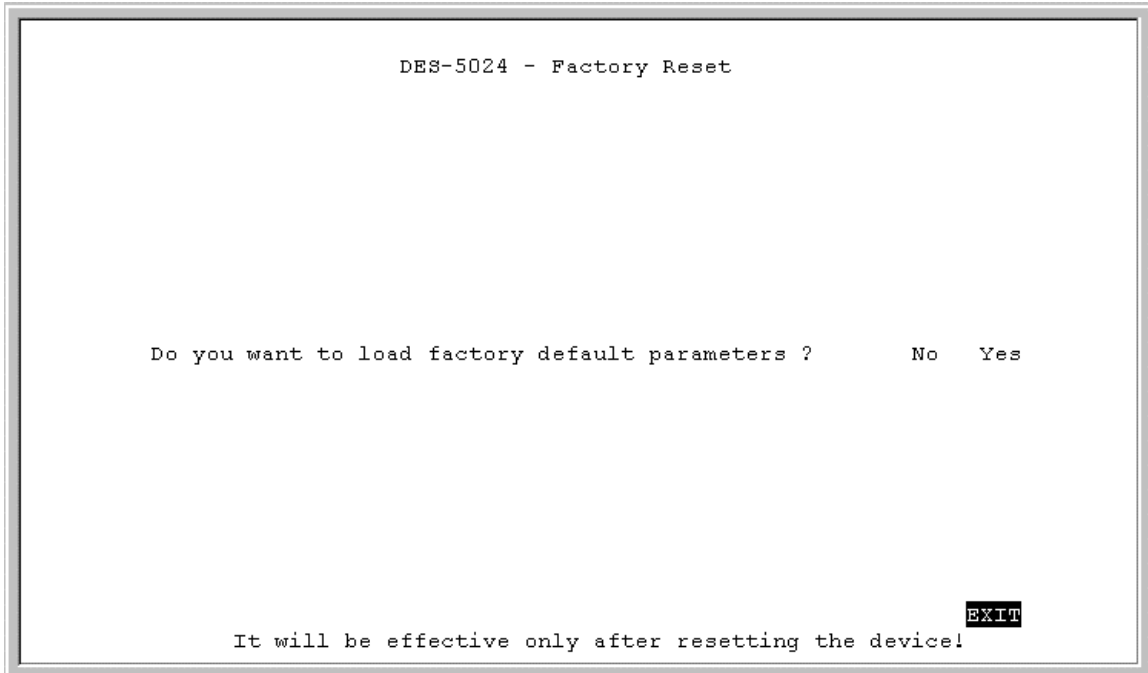 DES-5024 - Factory Reset
Do you want to load factory default parameters ? No Yes
EXIT
It will be effective only after resetting the device!